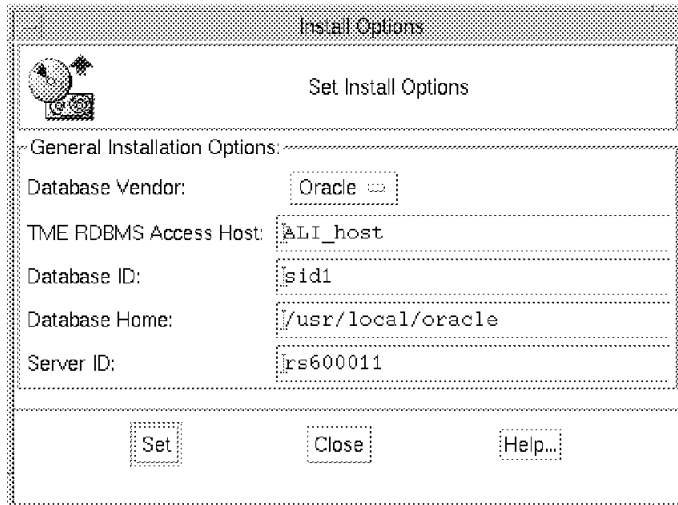 Install Options
Set Install Options
General Installation Options:
Database Vendor: Oracle
TME RDBMS Access Host: ALI_host
Database ID: sid1
Database Home: /usr/local/oracle
Server ID: rs600011
Set Close Help...